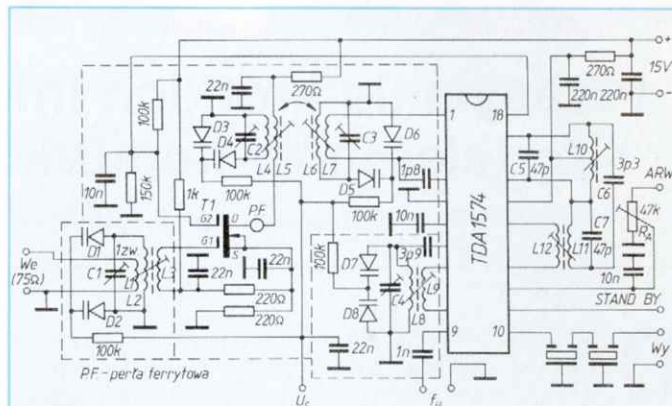 +
22n
270Ω
270Ω
15V
220n
220n
-
100k
D3
D4
C2
L4
L5
L6
L7
C3
D6
1
18
C5
47p
L10
3p3
C6
ARW
10n
150k
1k
100k
D5
1p8
100k
TDA1574
47k
RA
T1
G2
D
P.F.
G1
S
10n
C7
47p
L12
L11
10n
D1
1zw.
We
(75Ω)
C1
L1
L3
L2
D2
22n
22n
220Ω
220Ω
100k
D7
D8
3p9
C4
L9
L8
9
10
STAND BY
100k
22n
1n
Wy
P.F.-perła ferrytowa